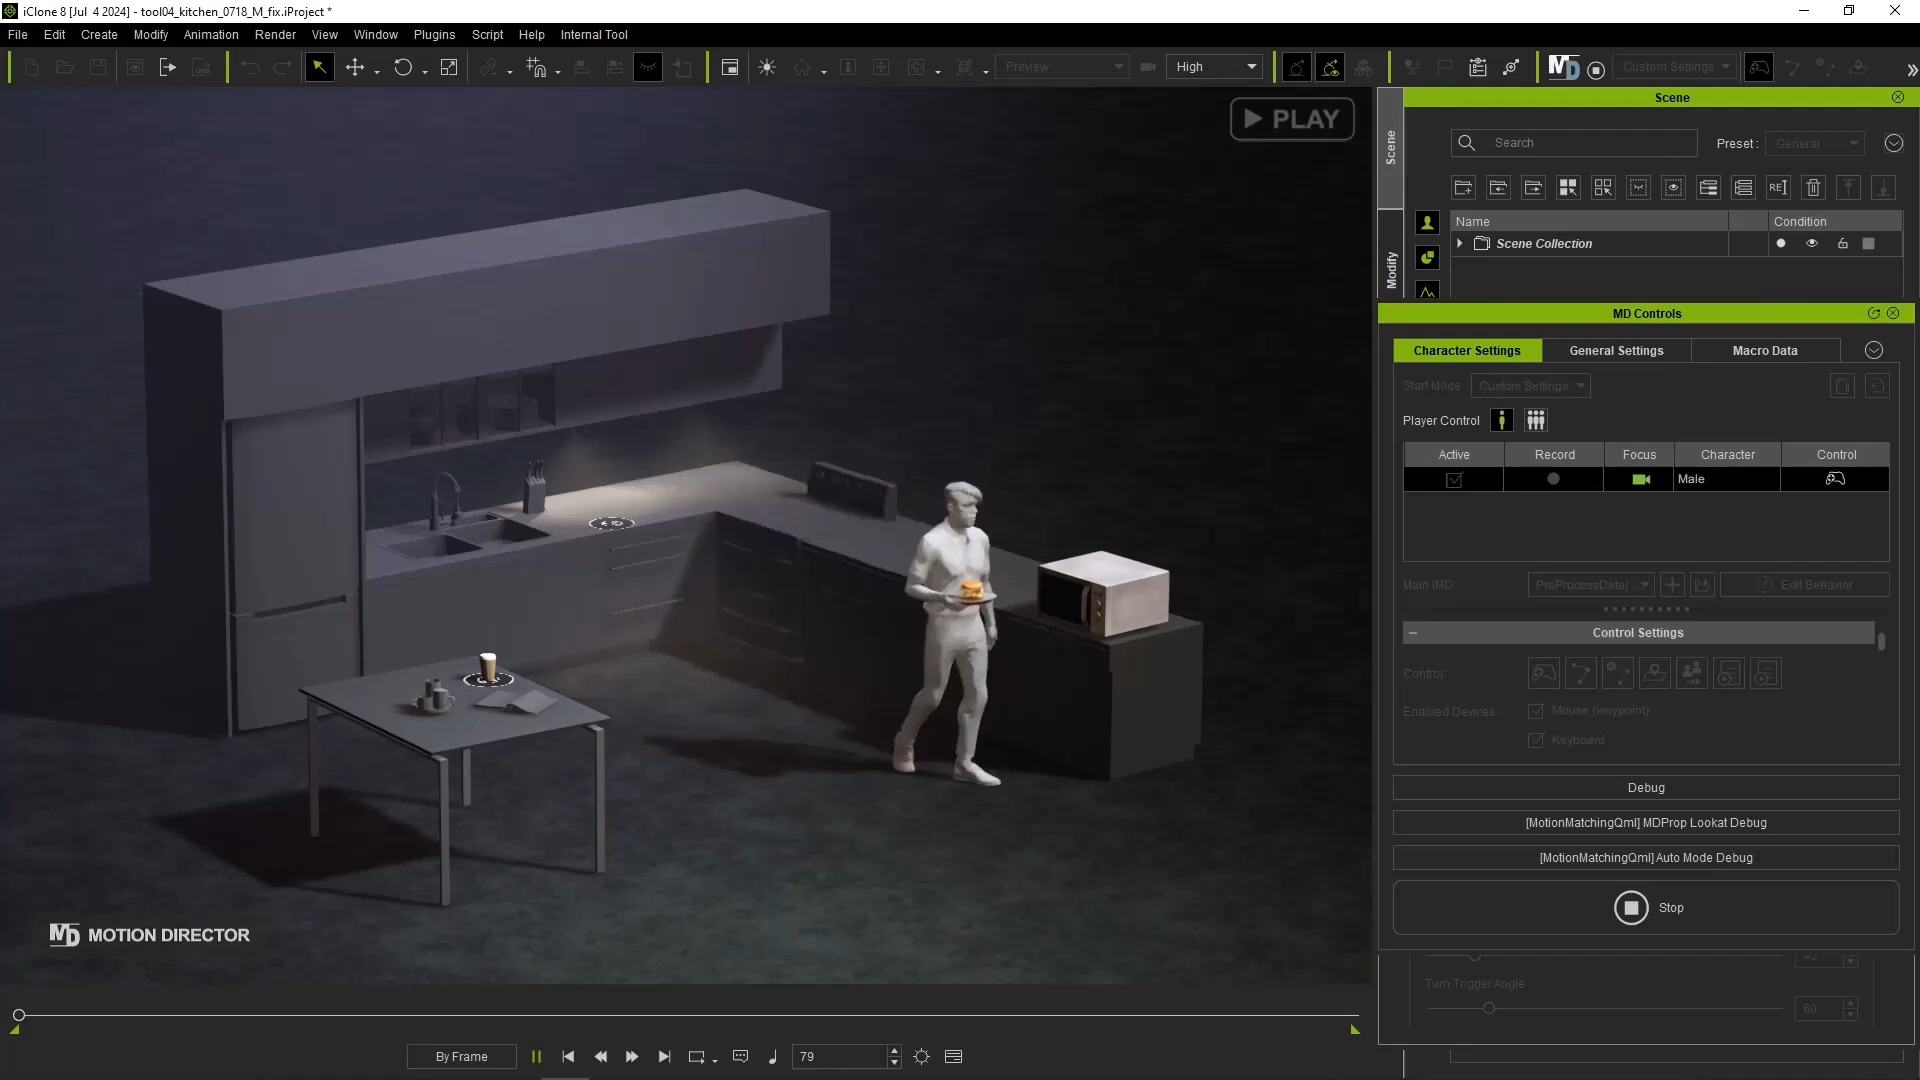 iClone 8 [Jul  4 2024] - tool04_kitchen_0718_M_fix.iProject *
File Edit Create Modify Animation Render View Window Plugins Script Help Internal Tool
Preview High MD Custom Settings
PLAY
Scene
Scene
Modify
Search Preset : General
REI
Name Condition
Scene Collection
MD Controls
Character Settings General Settings Macro Data
Start Mode Custom Settings
Player Control
Active Record Focus Character Control
Male
Main iMD: PreProcessData( ... Edit Behavior
Control Settings
Control:
Enabled Devices: Mouse (waypoint)
Keyboard
Debug
[MotionMatchingQml] MDProp Lookat Debug
[MotionMatchingQml] Auto Mode Debug
Stop
MD MOTION DIRECTOR
45
Turn Trigger Angle
60
By Frame 79